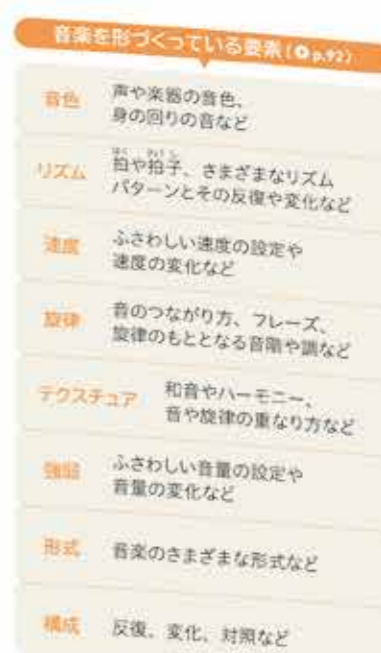 音楽を形づくっている要素(p.92)
音色
声や楽器の音色、
身の回りの音など
リズム
拍や拍子、さまざまなリズム
パターンとその反復や変化など
速度
ふさわしい速度の設定や
速度の変化など
旋律
音のつながり方、フレーズ、
旋律のもととなる音階や調など
テクスチュア
和音やハーモニー、
音や旋律の重なり方など
強弱
ふさわしい音量の設定や
音量の変化など
形式
音楽のさまざまな形式など
構成
反復、変化、対照など